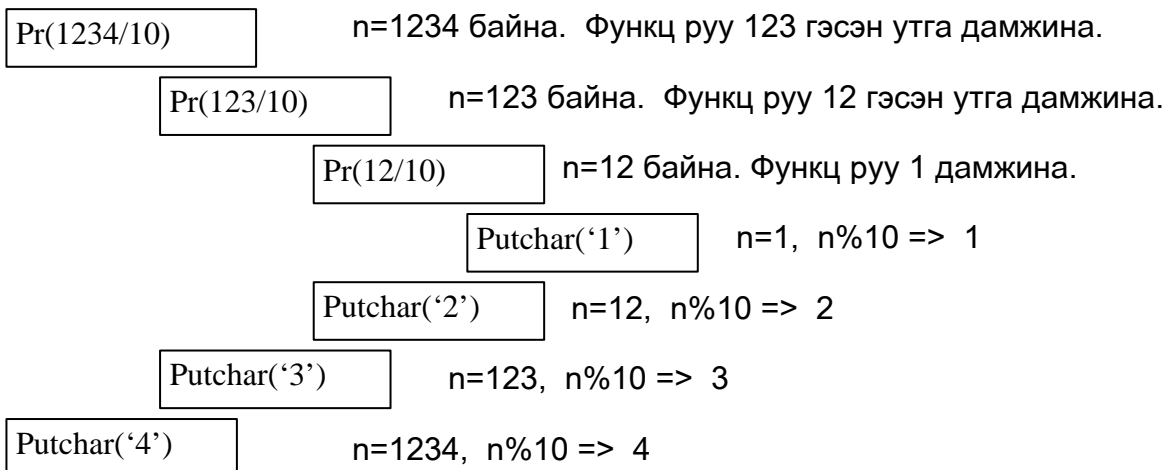 Pr(1234/10) n=1234 байна. Функц руу 123 гэсэн утга дамжина.
Pr(123/10) n=123 байна. Функц руу 12 гэсэн утга дамжина.
Pr(12/10) n=12 байна. Функц руу 1 дамжина.
Putchar(‘1’) n=1, n%10 => 1
Putchar(‘2’) n=12, n%10 => 2
Putchar(‘3’) n=123, n%10 => 3
Putchar(‘4’) n=1234, n%10 => 4